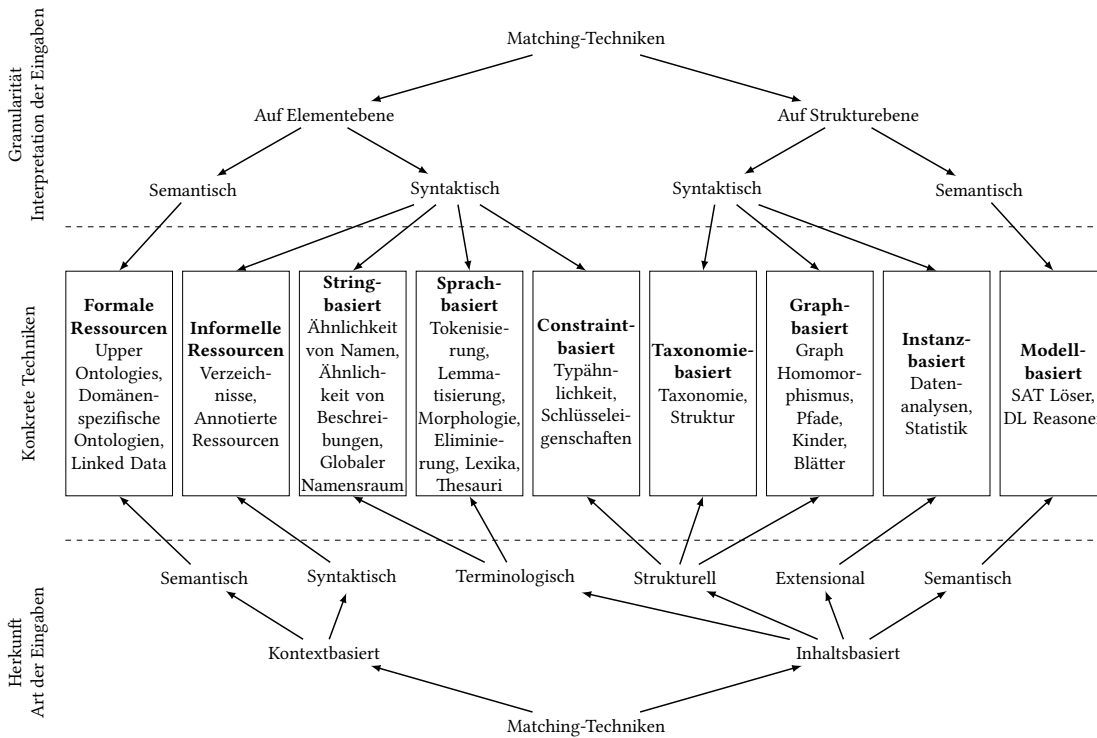 Matching-Techniken
Granularität
Interpretation der Eingaben
Auf Elementebene
Auf Strukturebene
Semantisch
Syntaktisch
Syntaktisch
Semantisch
Konkrete Techniken
Formale
Ressourcen
Upper
Ontologies,
Domänen-
spezifische
Ontologien,
Linked Data
Informelle
Ressourcen
Verzeich-
nisse,
Annotierte
Ressourcen
String-
basiert
Ähnlichkeit
von Namen,
Ähnlich-
keit von
Beschrei-
bungen,
Globaler
Namensraum
Sprach-
basiert
Tokenisie-
rung,
Lemma-
tisierung,
Morphologie,
Eliminie-
rung, Lexika,
Thesauri
Constraint-
basiert
Typähn-
lichkeit,
Schlüsselei-
genschaften
Taxonomie-
basiert
Taxonomie,
Struktur
Graph-
basiert
Graph
Homomor-
phismus,
Pfade,
Kinder,
Blätter
Instanz-
basiert
Daten-
analysen,
Statistik
Modell-
basiert
SAT Löser,
DL Reasoner
Semantisch
Syntaktisch
Terminologisch
Strukturell
Extensional
Semantisch
Herkunft
Art der Eingaben
Kontextbasiert
Inhaltsbasiert
Matching-Techniken